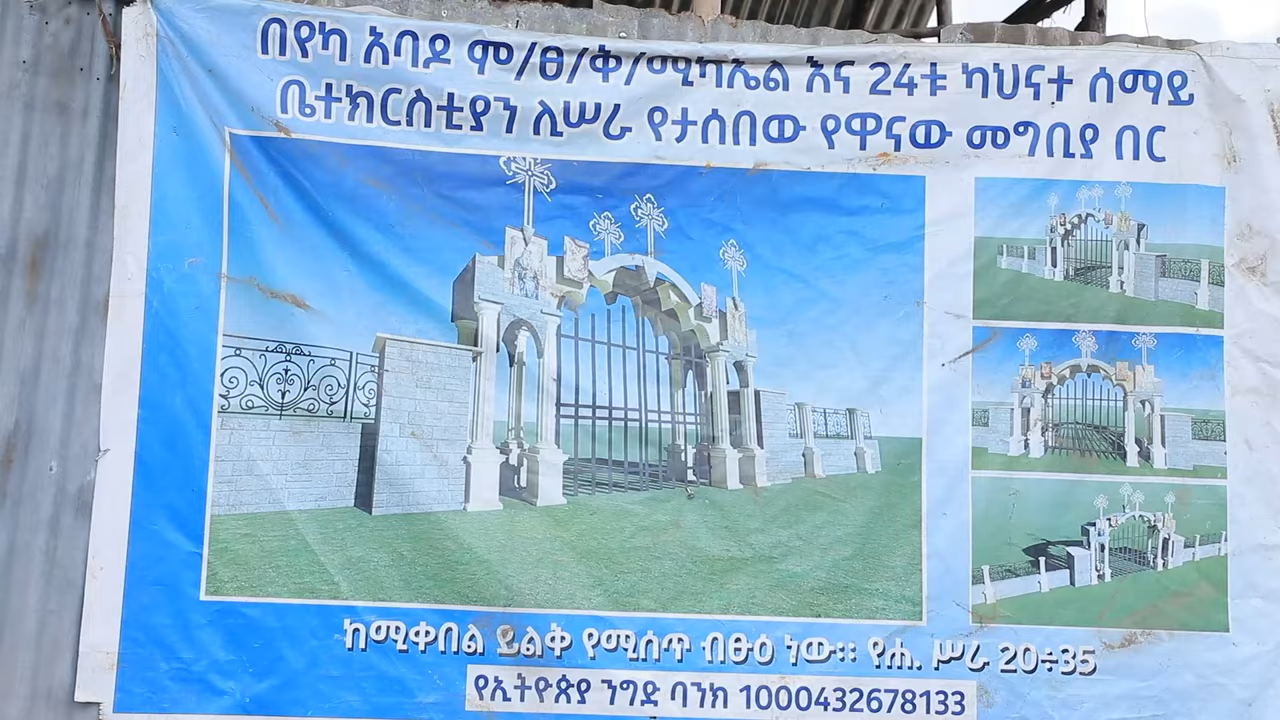 በየካ አባዶ ም/ፀ/ቅ/ሚካኤል እና 24ቱ ካህናተ ሰማይ
ቤተክርስቲያን ሊሠራ የታሰበው የዋናው መግቢያ በር
ከሚቀበል ይልቅ የሚሰጥ ብፁዕ ነው። የሐ. ሥራ 20÷35
የኢትዮጵያ ንግድ ባንክ 1000432678133